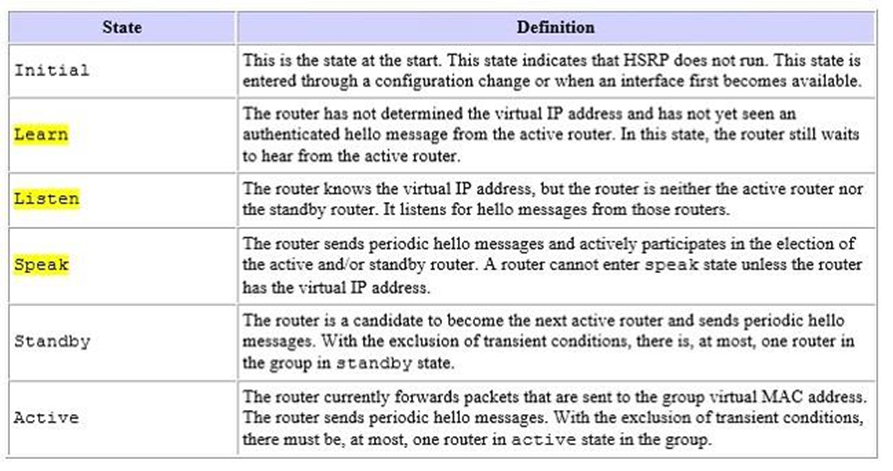 State
Definition
Initial
This is the state at the start. This state indicates that HSRP does not run. This state is
entered through a configuration change or when an interface first becomes available.
Learn
The router has not determined the virtual IP address and has not yet seen an
authenticated hello message from the active router. In this state, the router still waits
to hear from the active router.
Listen
The router knows the virtual IP address, but the router is neither the active router nor
the standby router. It listens for hello messages from those routers.
Speak
The router sends periodic hello messages and actively participates in the election of
the active and/or standby router. A router cannot enter speak state unless the router
has the virtual IP address.
Standby
The router is a candidate to become the next active router and sends periodic hello
messages. With the exclusion of transient conditions, there is, at most, one router in
the group in standby state.
Active
The router currently forwards packets that are sent to the group virtual MAC address.
The router sends periodic hello messages. With the exclusion of transient conditions,
there must be, at most, one router in active state in the group.